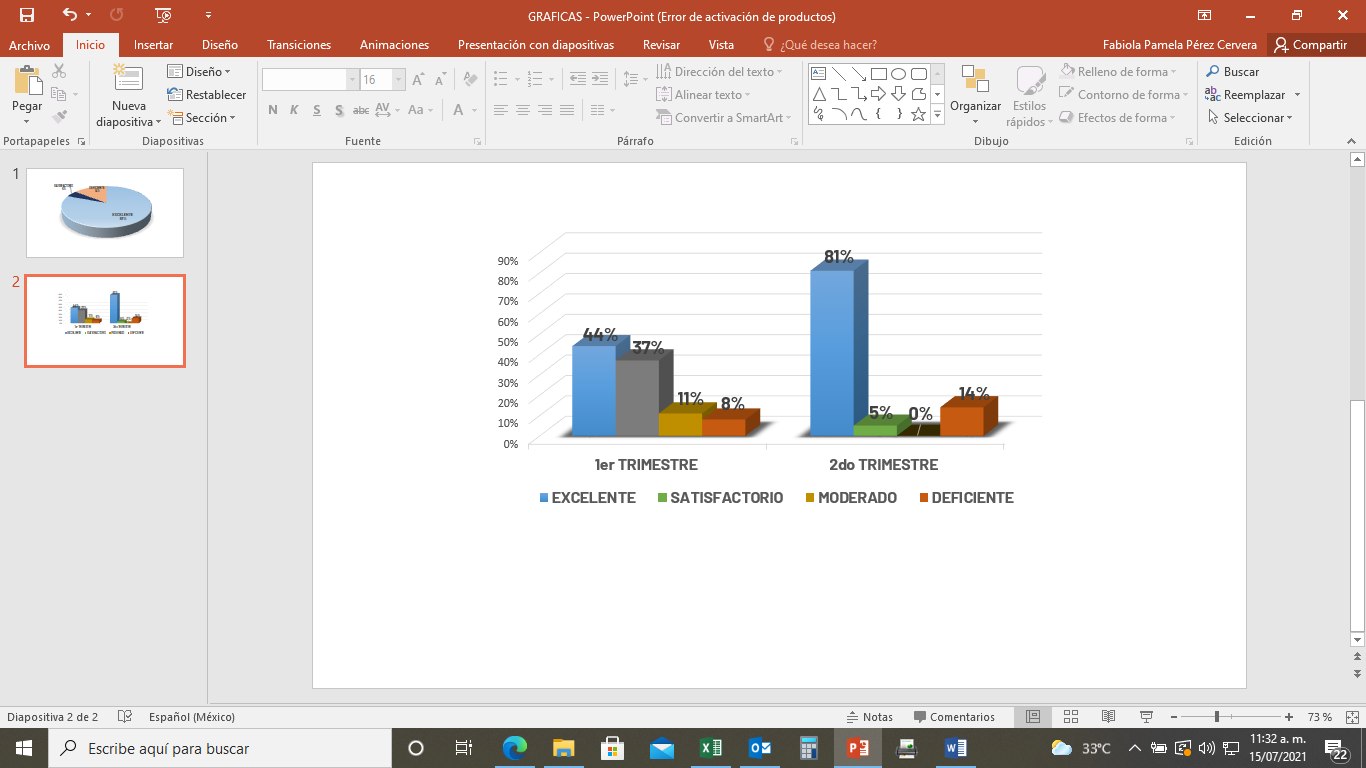 GRAFICAS - PowerPoint (Error de activación de productos)
Archivo Inicio Insertar Diseño Transiciones Animaciones Presentación con diapositivas Revisar Vista ¿Qué desea hacer? Fabiola Pamela Pérez Cervera Compartir
Pegar
Nueva diapositiva
Diseño
Restablecer
Sección
16
N K S S abc AV Aa A
Dirección del texto
Alinear texto
Convertir a SmartArt
Organizar
Estilos rápidos
Relleno de forma
Contorno de forma
Efectos de forma
Buscar
Reemplazar
Seleccionar
Portapapeles Diapositivas Fuente Párrafo Dibujo Edición
1
EXCELENTE
2
90%
80%
70%
60%
50%
40%
30%
20%
10%
0%
44% 37% 11% 8%
81% 5% 0% 14%
1er TRIMESTRE 2do TRIMESTRE
EXCELENTE SATISFACTORIO MODERADO DEFICIENTE
Diapositiva 2 de 2 Español (México) Notas Comentarios 73 %
Escribe aquí para buscar
33°C
11:32 a. m.
15/07/2021
22